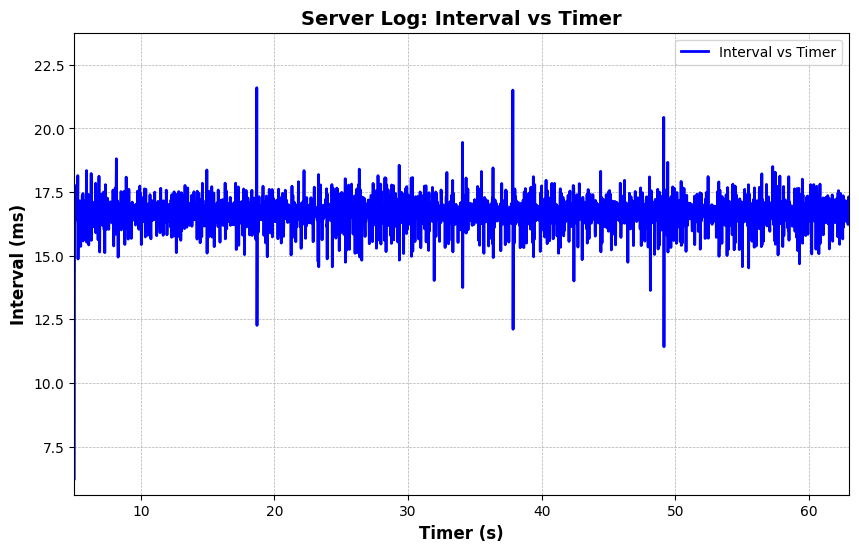 Server Log: Interval vs Timer
Interval vs Timer
22.5
20.0
17.5
15.0
12.5
10.0
7.5
Interval (ms)
10 20 30 40 50 60
Timer (s)